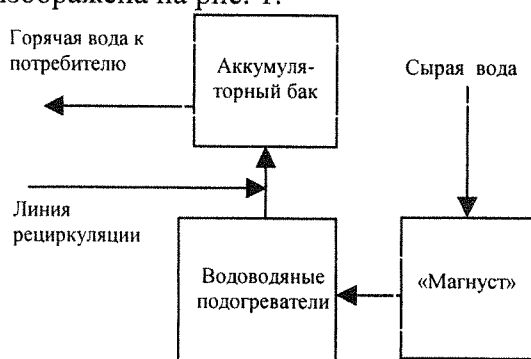 изображена на рис. 1.
Горячая вода к
потребителю
Аккумуля-
торный бак
Сырая вода
Линия
рециркуляции
Водоводяные
подогреватели
«Магнуст»